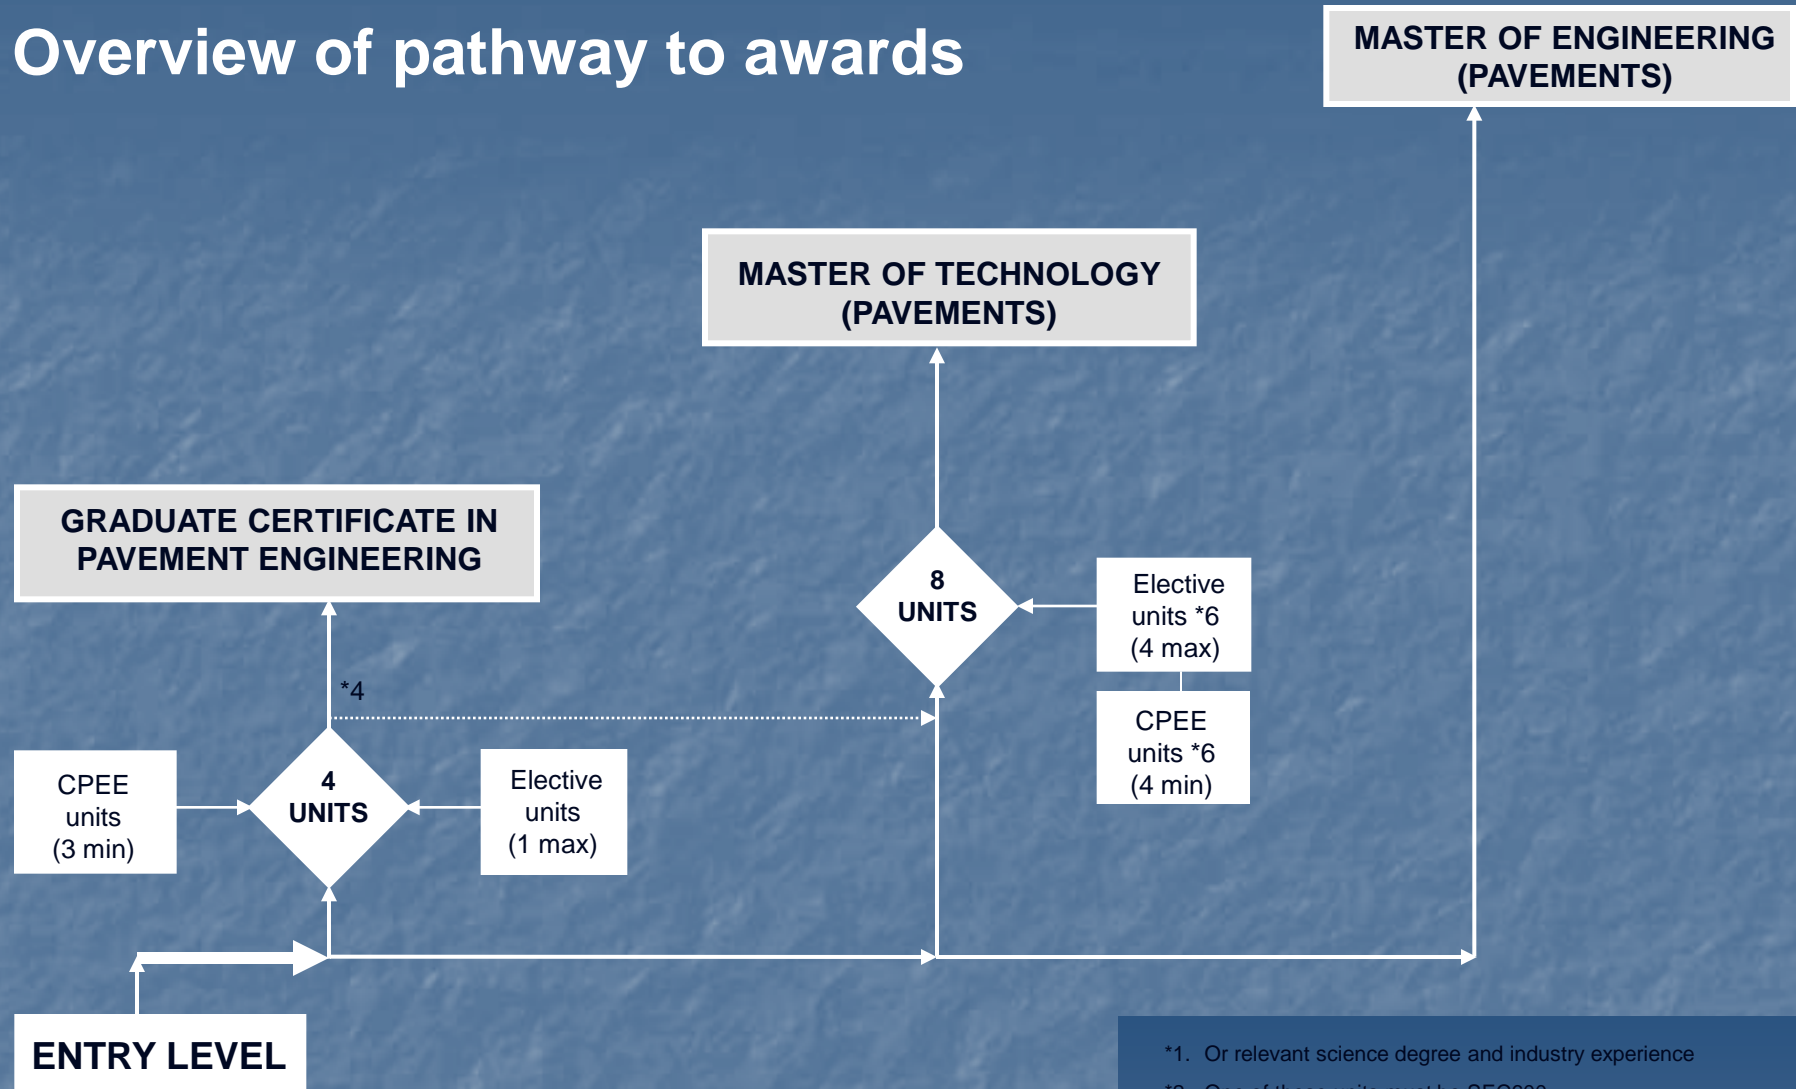 Overview of pathway to awards
MASTER OF ENGINEERING
(PAVEMENTS)
MASTER OF TECHNOLOGY
(PAVEMENTS)
GRADUATE CERTIFICATE IN
PAVEMENT ENGINEERING
8
UNITS
Elective
units *6
(4 max)
*4
CPEE
units *6
(4 min)
CPEE
units
(3 min)
4
UNITS
Elective
units
(1 max)
ENTRY LEVEL
*1. Or relevant science degree and industry experience